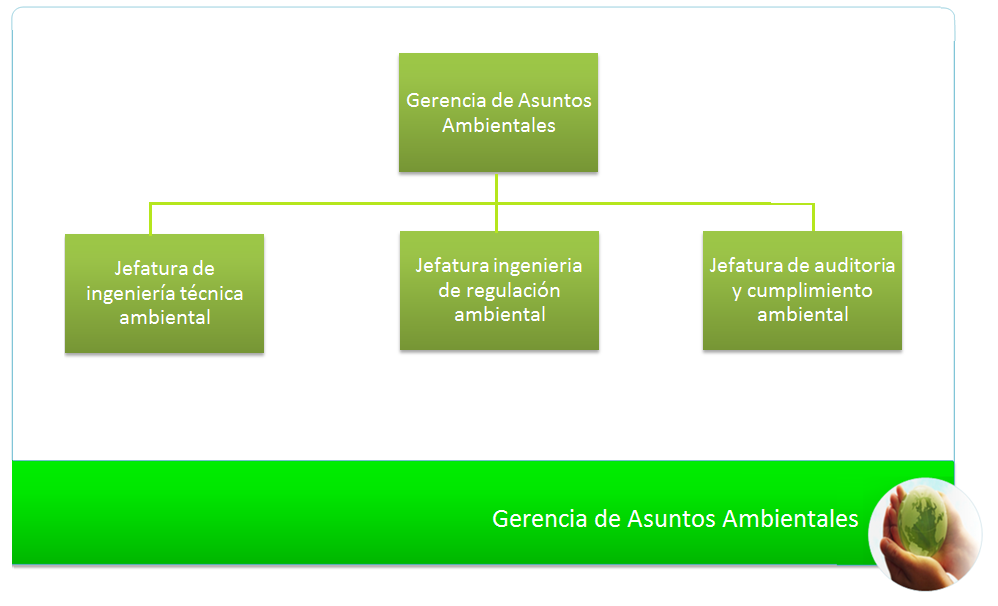 Gerencia de Asuntos
Ambientales
Jefatura de
ingeniería técnica
ambiental
Jefatura ingenieria
de regulación
ambiental
Jefatura de auditoria
y cumplimiento
ambiental
Gerencia de Asuntos Ambientales